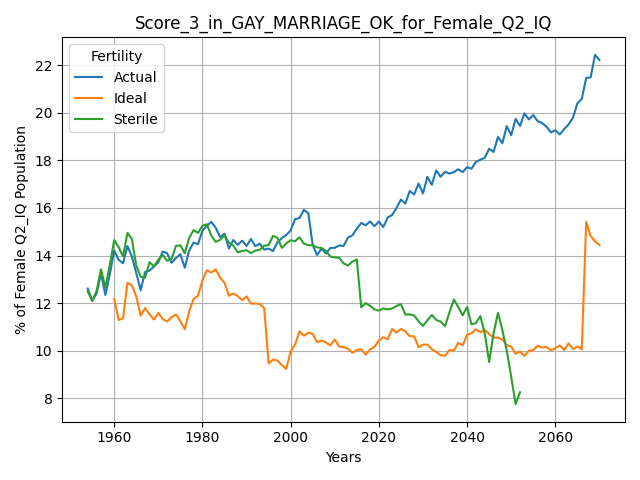 Score_3_in_GAY_MARRIAGE_OK_for_Female_Q2_IQ
Fertility
Actual
Ideal
Sterile
% of Female Q2_IQ Population
22
20
18
16
14
12
10
8
1960 1980 2000 2020 2040 2060
Years